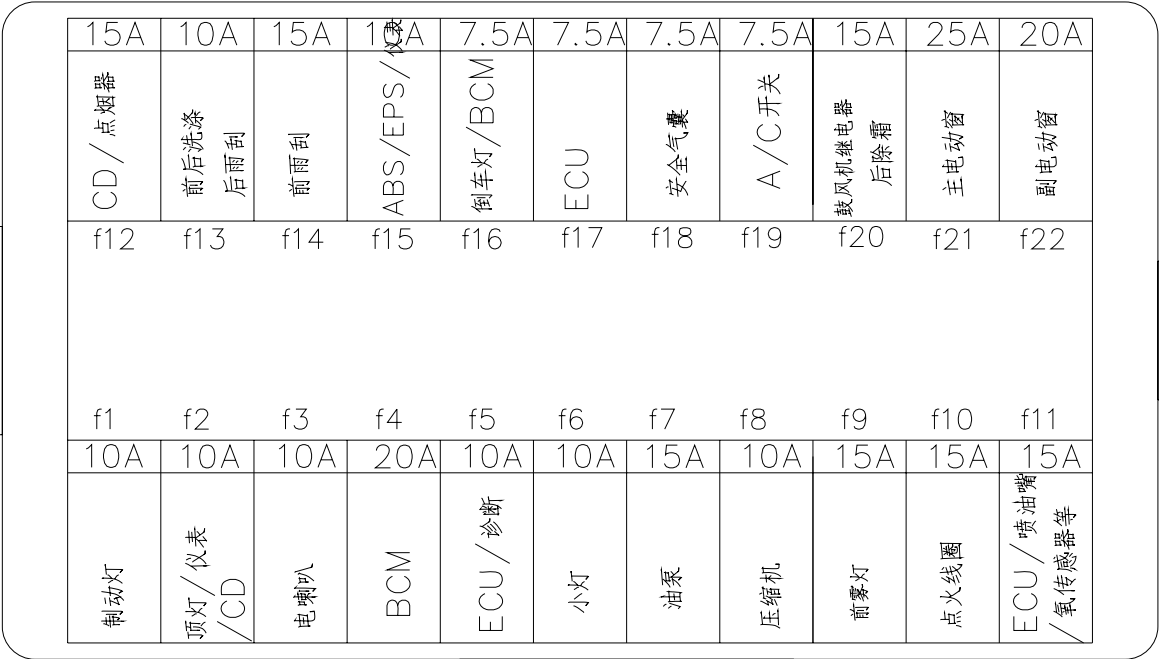 15A 10A 15A 10A 7.5A 7.5A 7.5A 7.5A 15A 25A 20A
CD/点烟器
前后洗涤
后雨刮
前雨刮
ABS/EPS/仪表
倒车灯/BCM
ECU
安全气囊
A/C开关
鼓风机继电器
后除霜
主电动窗
副电动窗
f12 f13 f14 f15 f16 f17 f18 f19 f20 f21 f22
f1 f2 f3 f4 f5 f6 f7 f8 f9 f10 f11
10A 10A 10A 20A 10A 10A 15A 10A 15A 15A 15A
制动灯
顶灯/仪表
/CD
电喇叭
BCM
ECU/诊断
小灯
油泵
压缩机
前雾灯
点火线圈
ECU/喷油嘴
/氧传感器等